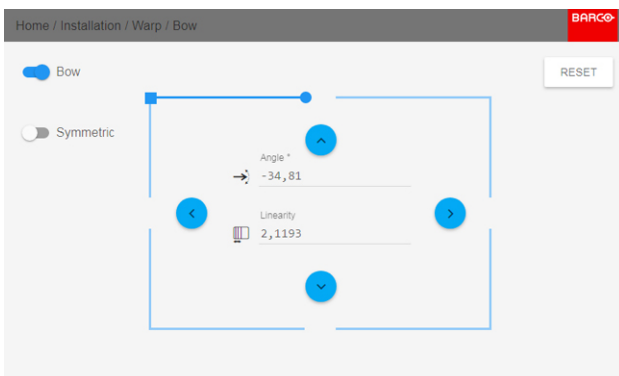 Home / Installation / Warp / Bow
BARCO
Bow
RESET
Symmetric
Angle *
-34,81
Linearity
2,1193